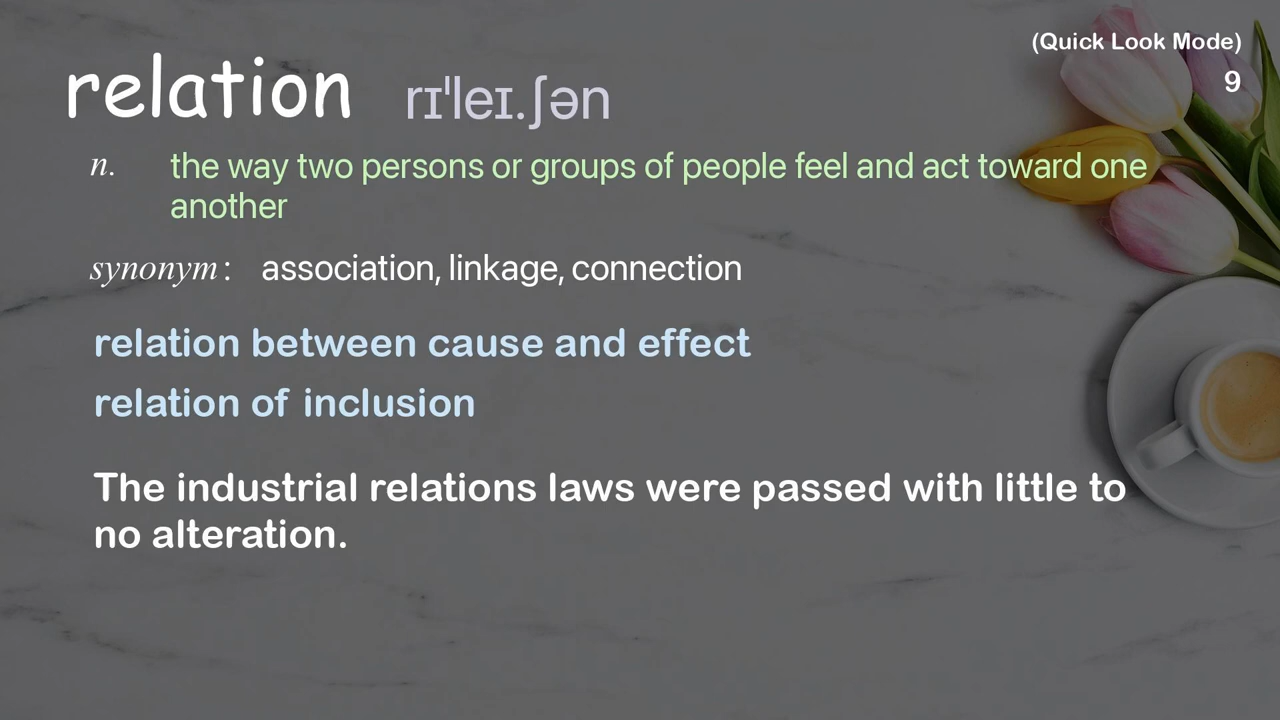 (Quick Look Mode)
9
relation rɪˈleɪ.ʃən
n. the way two persons or groups of people feel and act toward one
another
synonym: association, linkage, connection
relation between cause and effect
relation of inclusion
The industrial relations laws were passed with little to
no alteration.